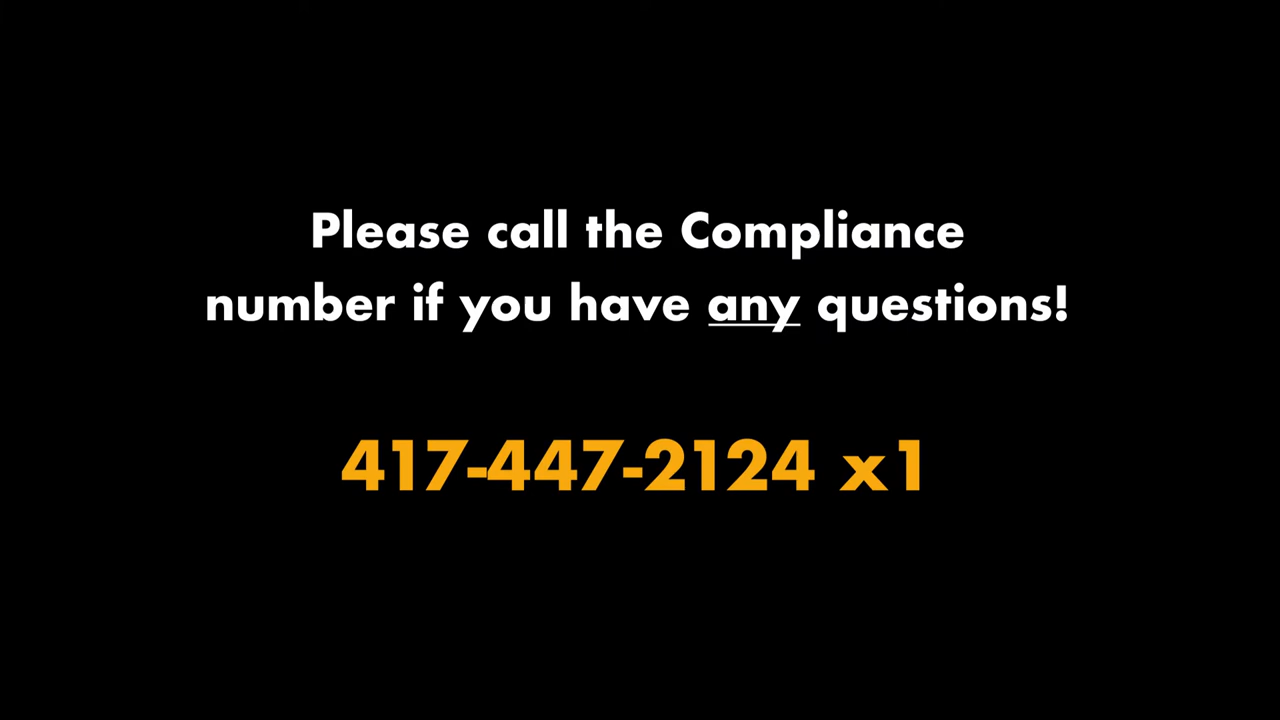 Please call the Compliance
number if you have any questions!
417-447-2124 x1